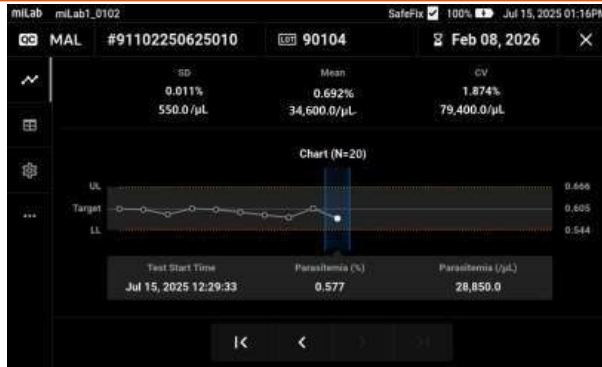 miLab miLab1_0102 SafeFix 100% Jul 15, 2025 01:16PM
QC MAL #91102250625010 LOT 90104 Feb 08, 2026
SD Mean CV
0.011% 0.692% 1.874%
550.0/µL 34,600.0/µL 79,400.0/µL
Chart (N=20)
UL 0.666
Target 0.605
LL 0.544
Test Start Time Parasitemia (%) Parasitemia (/µL)
Jul 15, 2025 12:29:33 0.577 28,850.0